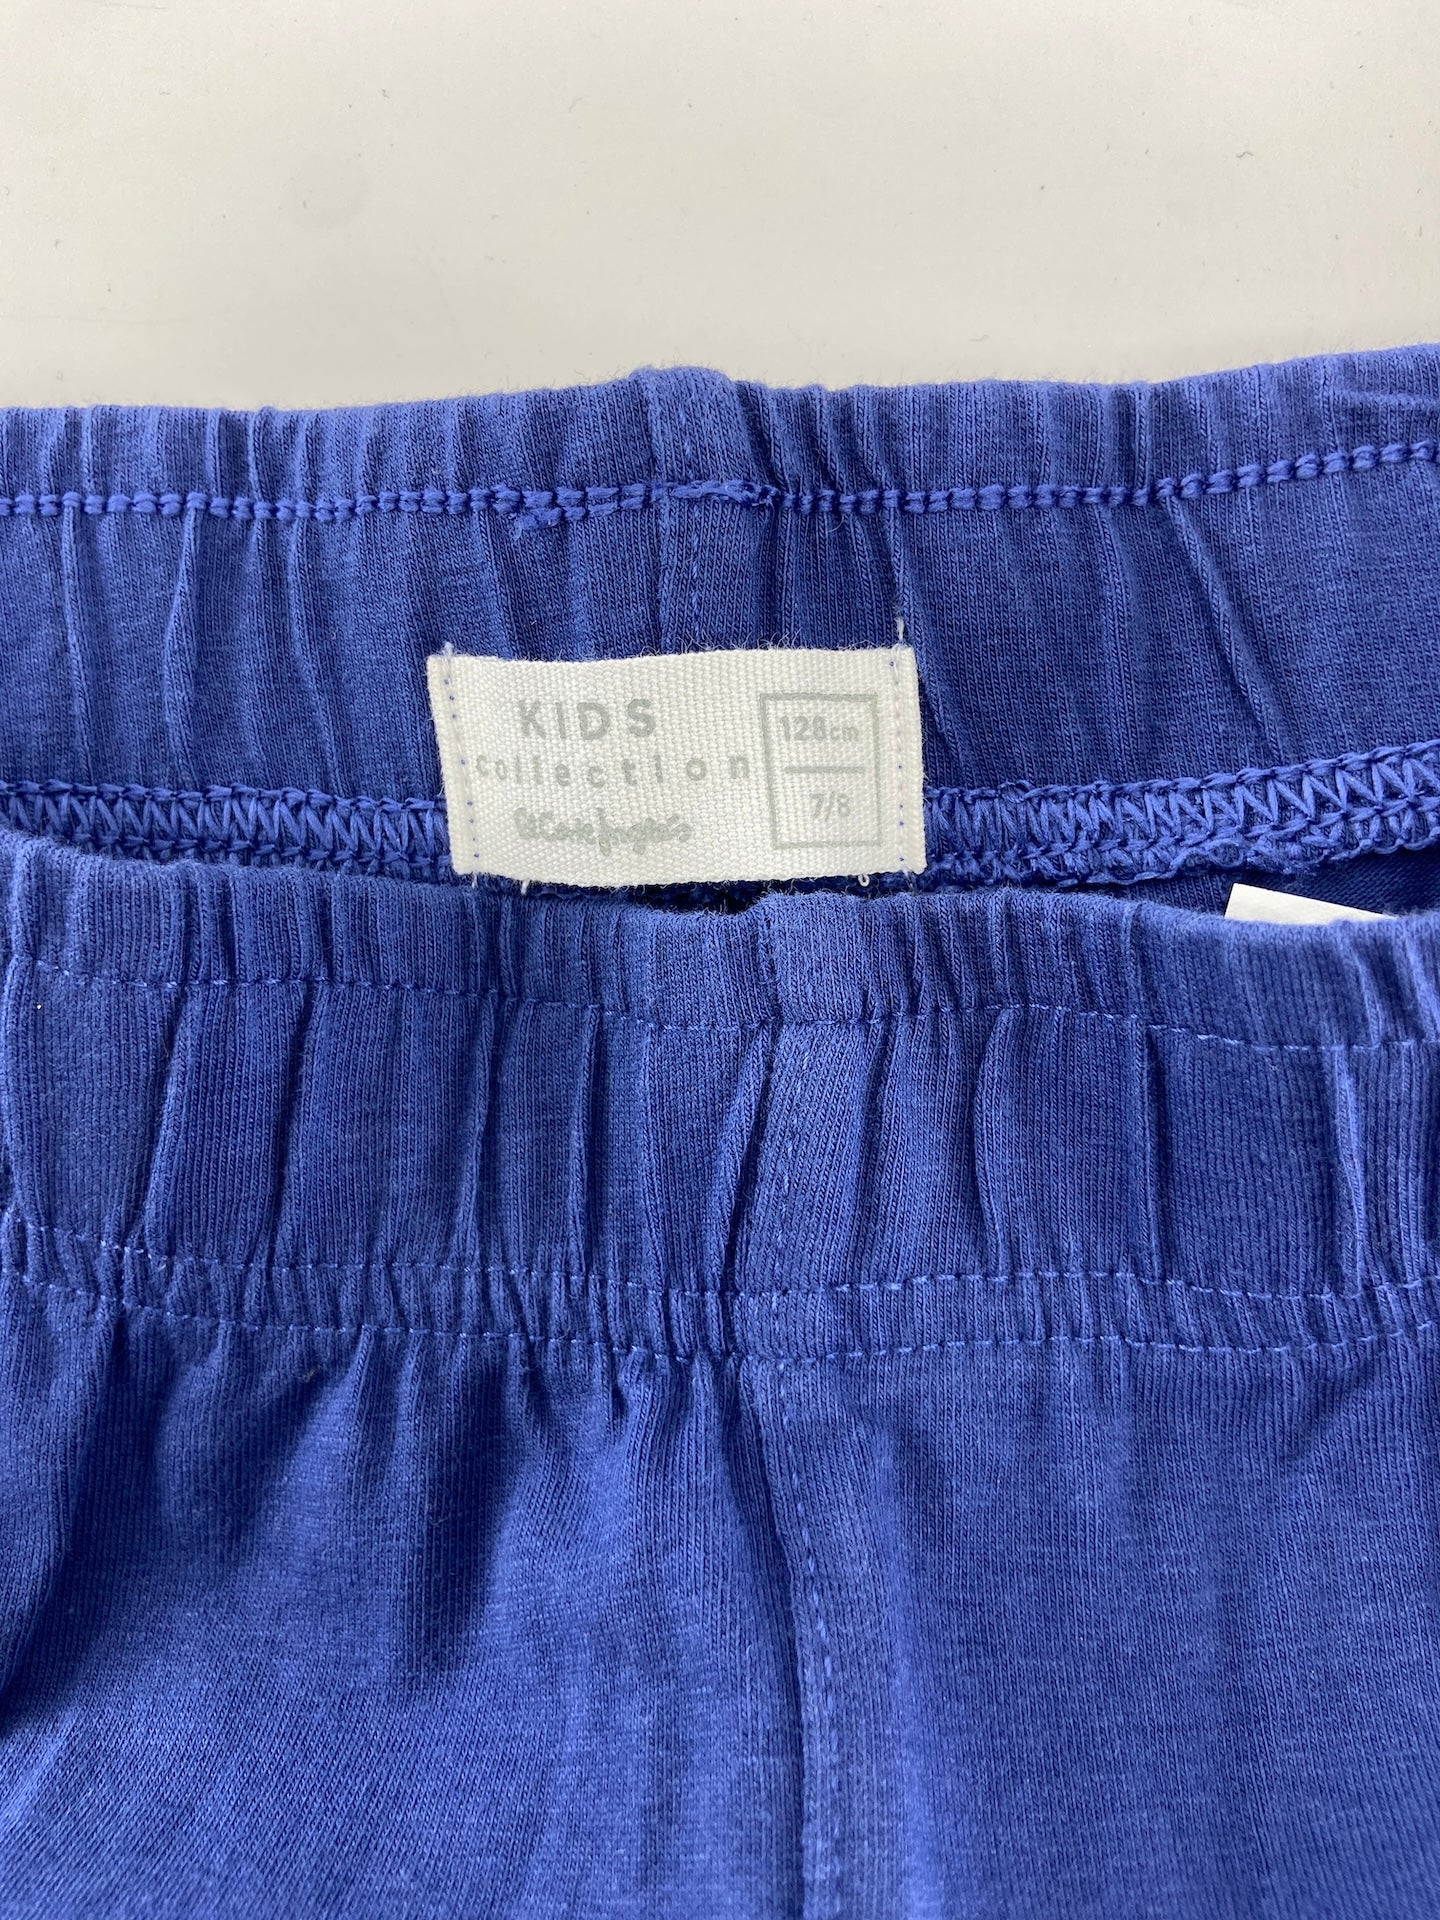 KIDS
collection
El Corte Inglés
128cm
7/8